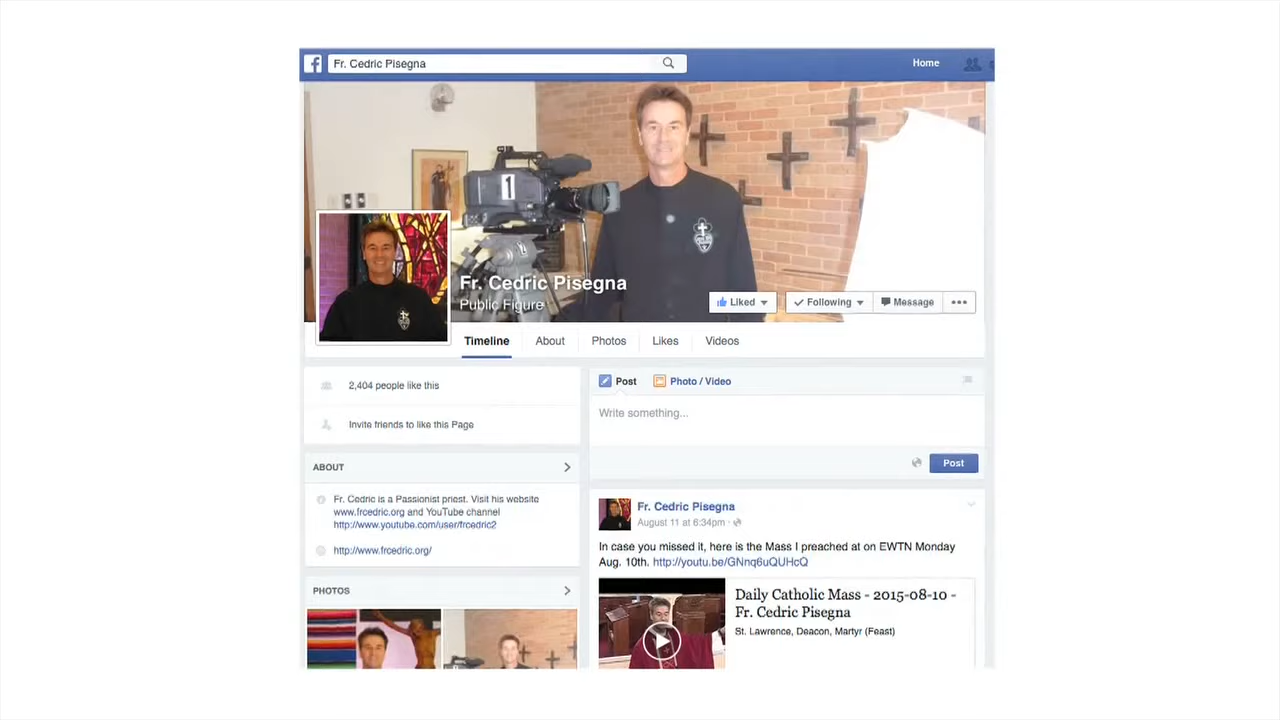 f
Fr. Cedric Pisegna
Home
1
Fr. Cedric Pisegna
Public Figure
Liked
Following
Message
Timeline
About
Photos
Likes
Videos
2,404 people like this
Invite friends to like this Page
ABOUT
Fr. Cedric is a Passionist priest. Visit his website
www.frcedric.org and YouTube channel
http://www.youtube.com/user/frcedric2
http://www.frcedric.org/
PHOTOS
Post
Photo / Video
Write something...
Post
Fr. Cedric Pisegna
August 11 at 6:34pm ·
In case you missed it, here is the Mass I preached at on EWTN Monday
Aug. 10th. http://youtu.be/GNnq6uQUHcQ
Daily Catholic Mass - 2015-08-10 -
Fr. Cedric Pisegna
St. Lawrence, Deacon, Martyr (Feast)